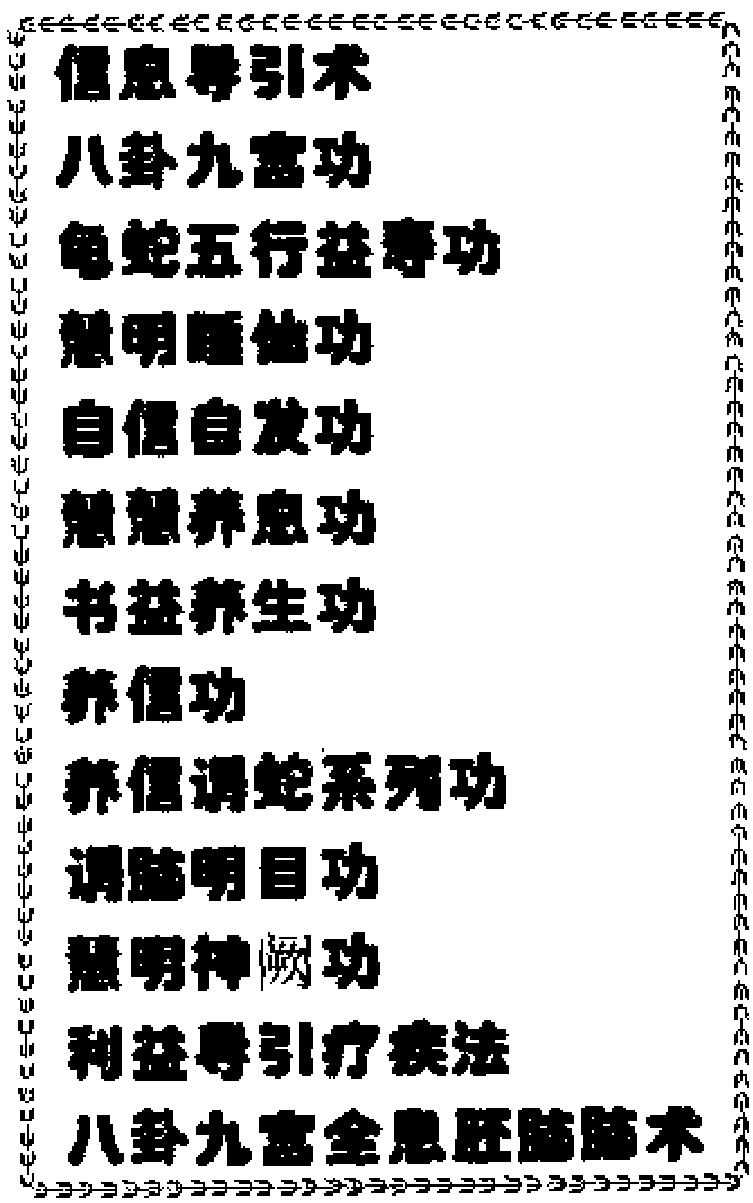 信息导引术
八卦九宫功
龟蛇五行益寿功
慧明睡仙功
自信自发功
慧慧养息功
书益养生功
养信功
养信调蛇系列功
调脑明目功
慧明神阙功
利益导引疗疾法
八卦九宫全息胚脑脑术